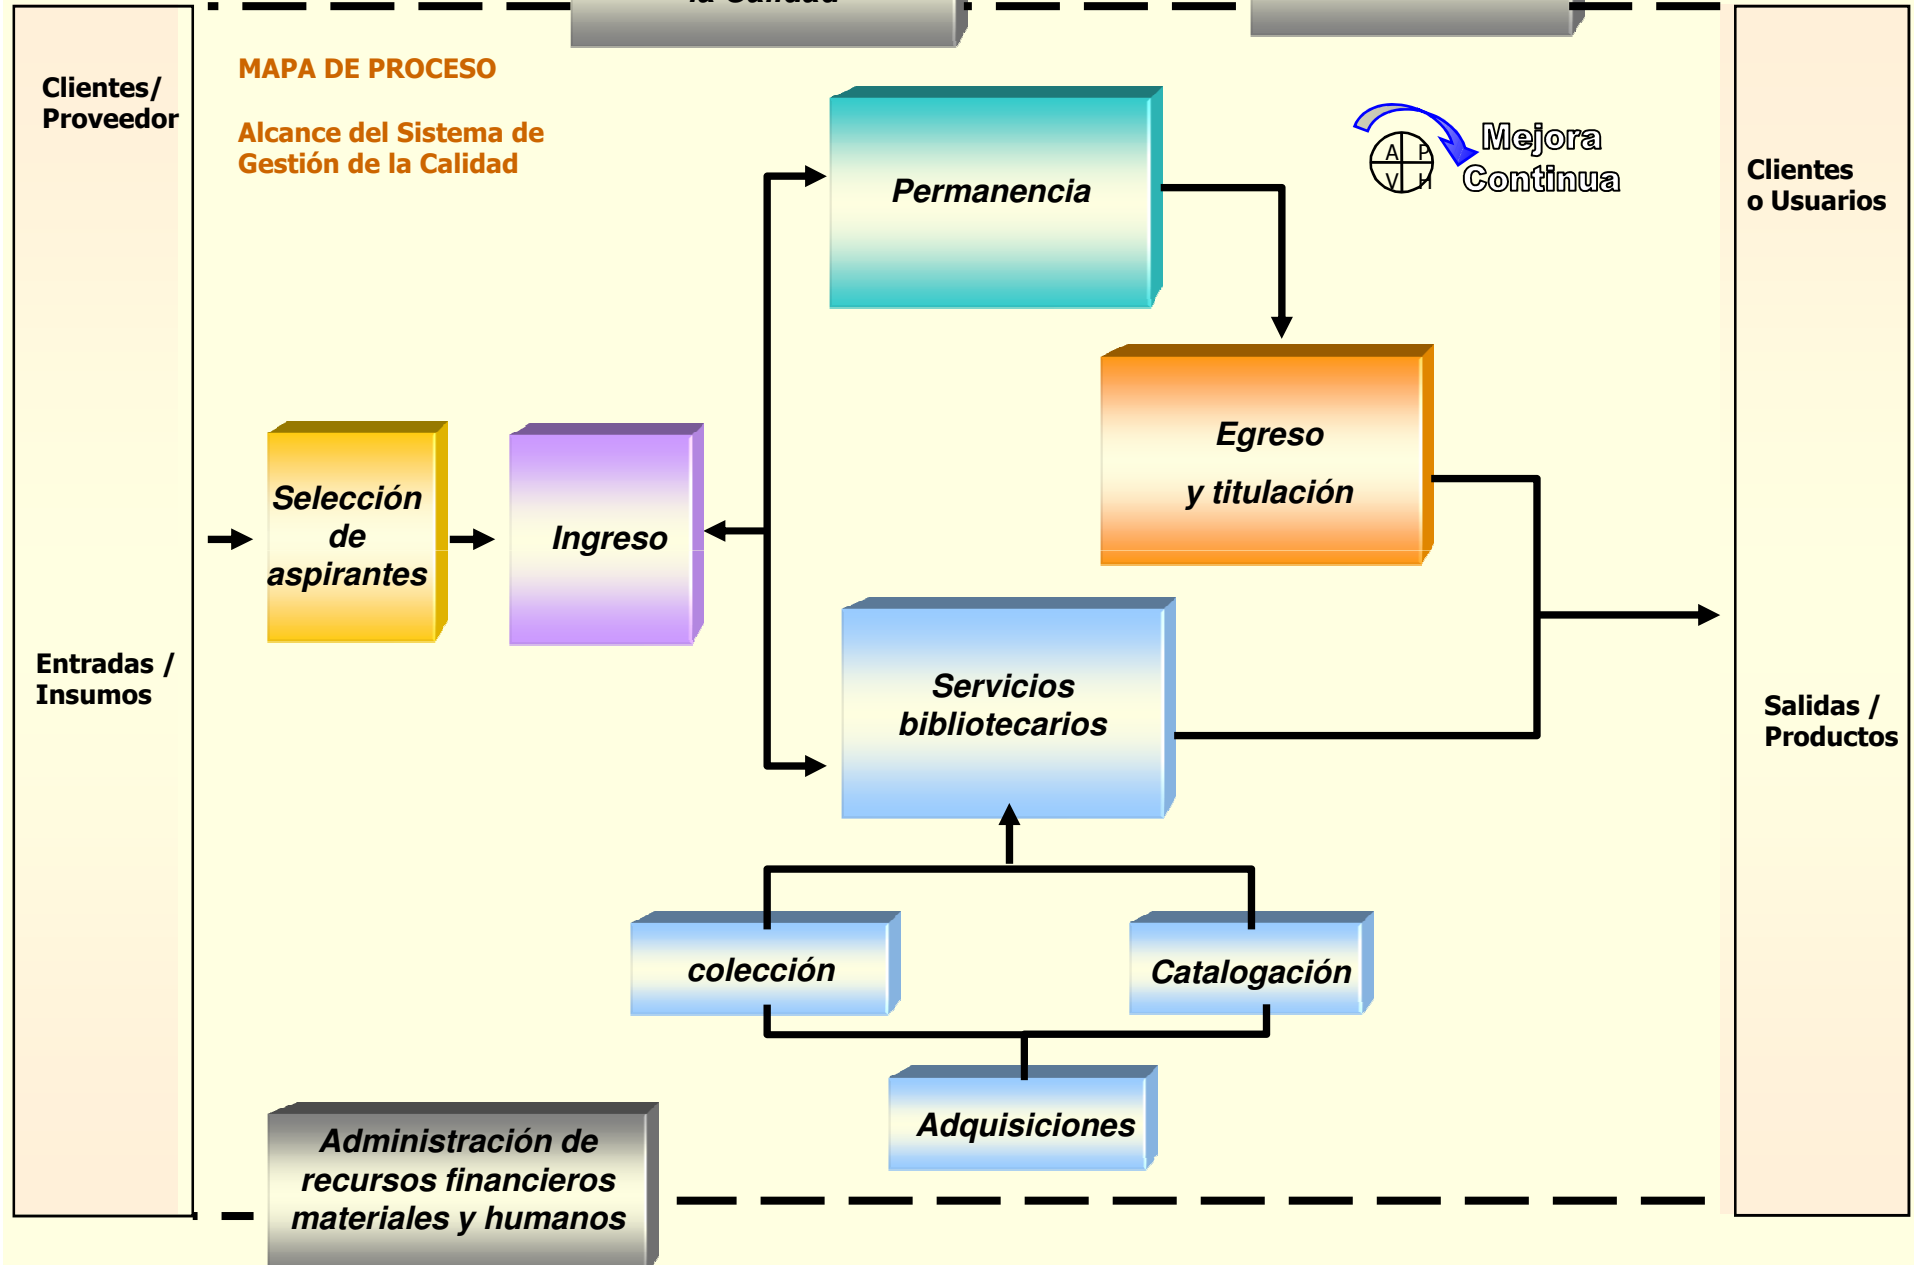 la Calidad
MAPA DE PROCESO
Alcance del Sistema de
Gestión de la Calidad
Clientes/
Proveedor
Permanencia
A P
V H
Mejora
Continua
Clientes
o Usuarios
Egreso
y titulación
Selección
de
aspirantes
Ingreso
Entradas /
Insumos
Servicios
bibliotecarios
Salidas /
Productos
colección
Catalogación
Adquisiciones
Administración de
recursos financieros
materiales y humanos